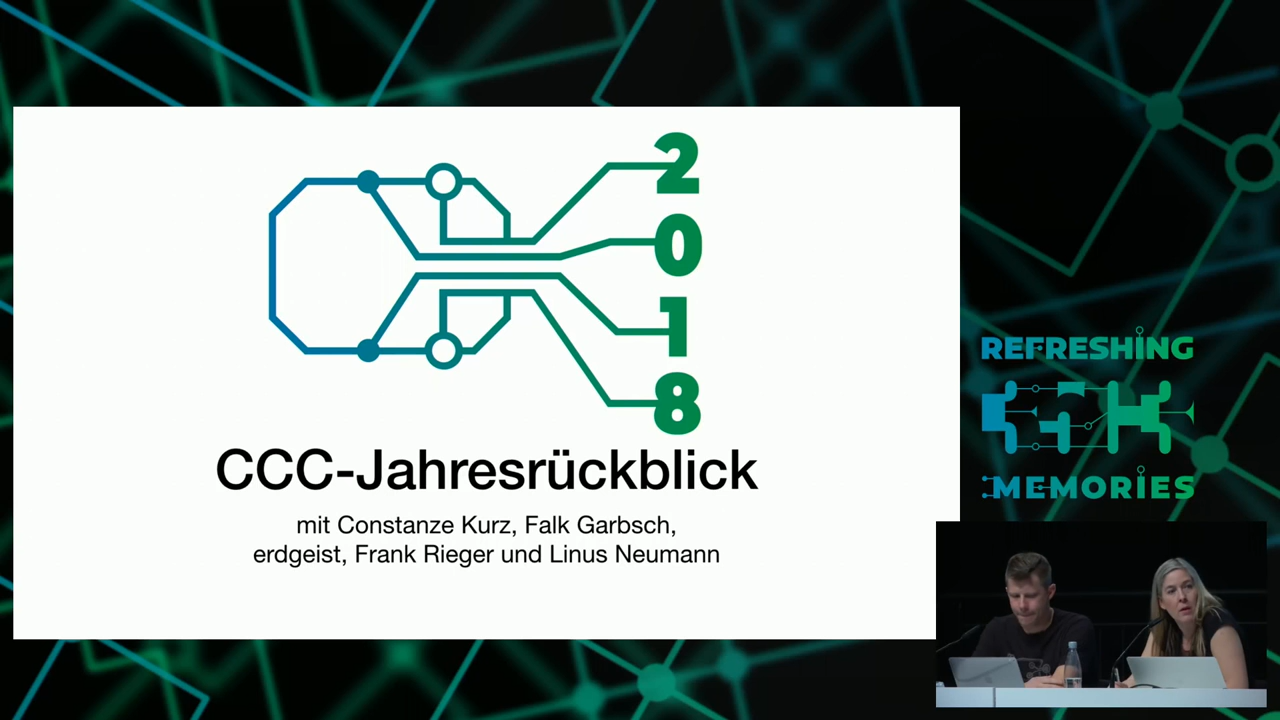 2
0
1
8
CCC-Jahresrückblick
mit Constanze Kurz, Falk Garbsch,
erdgeist, Frank Rieger und Linus Neumann
REFRESHING
35C3
MEMORIES